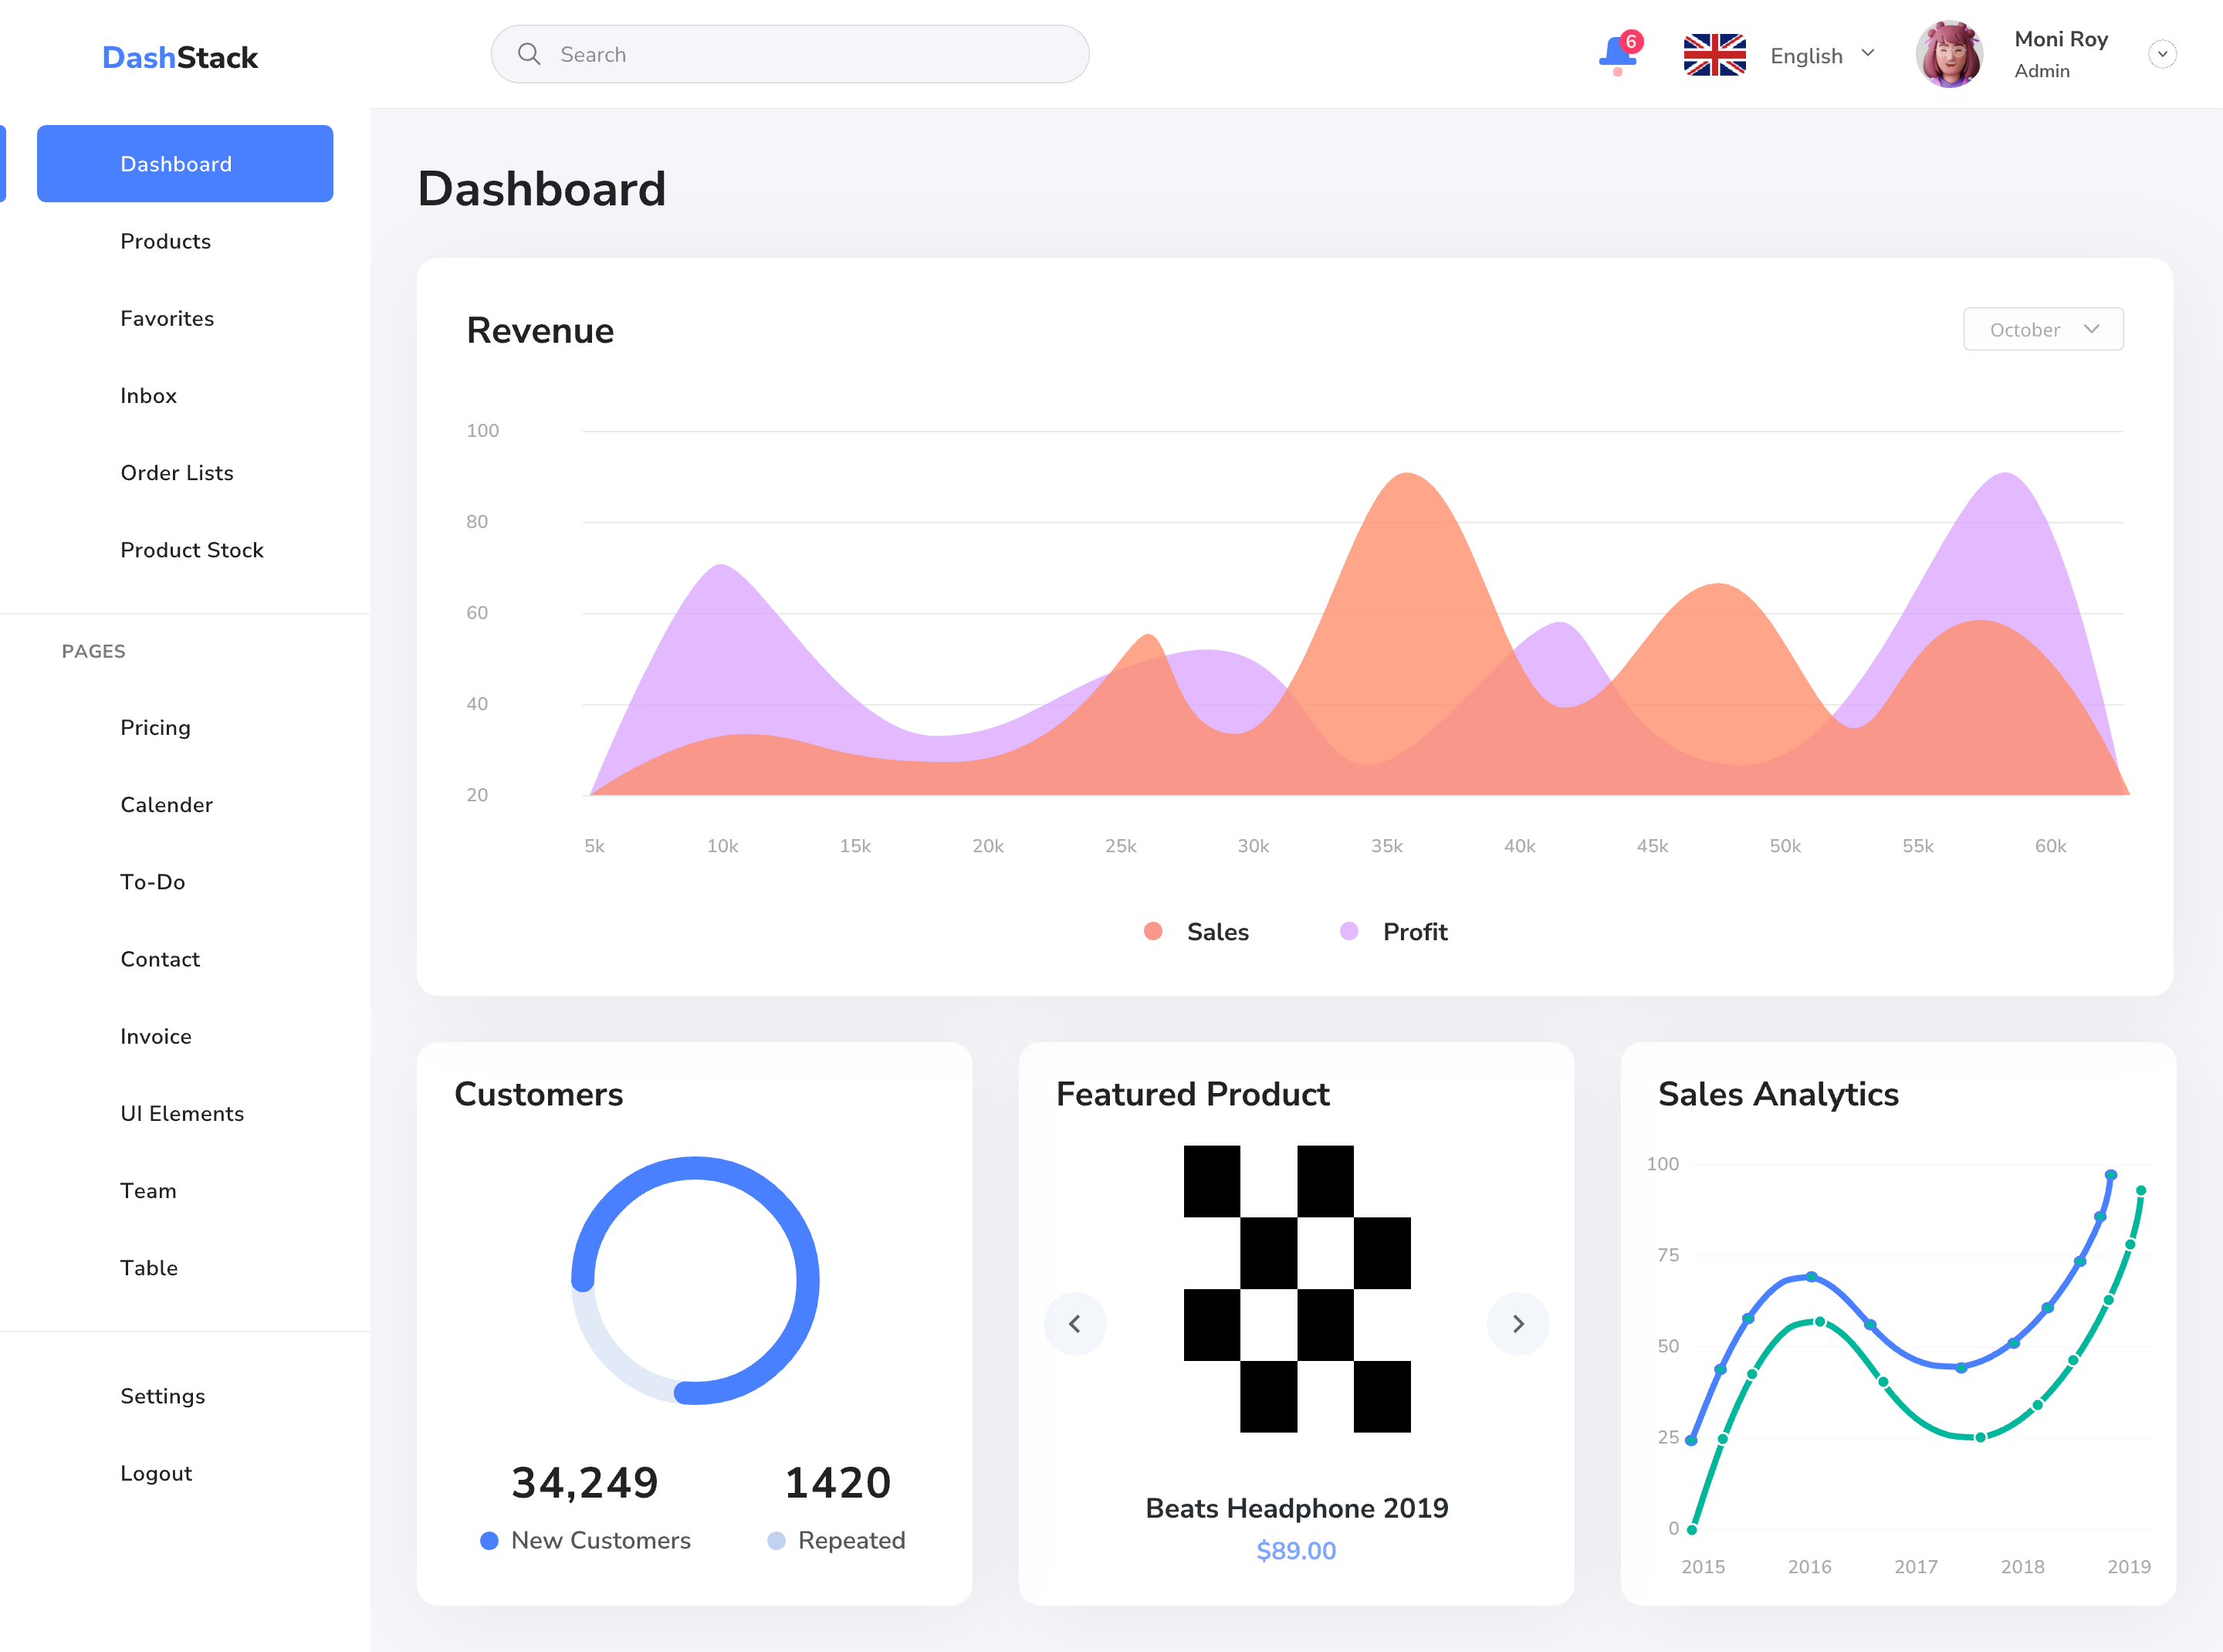 DashStack
Search
6
English
Moni Roy
Admin
Dashboard
Products
Favorites
Inbox
Order Lists
Product Stock
PAGES
Pricing
Calender
To-Do
Contact
Invoice
UI Elements
Team
Table
Settings
Logout
Dashboard
Revenue
October
100
80
60
40
20
5k 10k 15k 20k 25k 30k 35k 40k 45k 50k 55k 60k
Sales Profit
Customers
34,249 1420
New Customers Repeated
Featured Product
Beats Headphone 2019
$89.00
Sales Analytics
100
75
50
25
0
2015 2016 2017 2018 2019